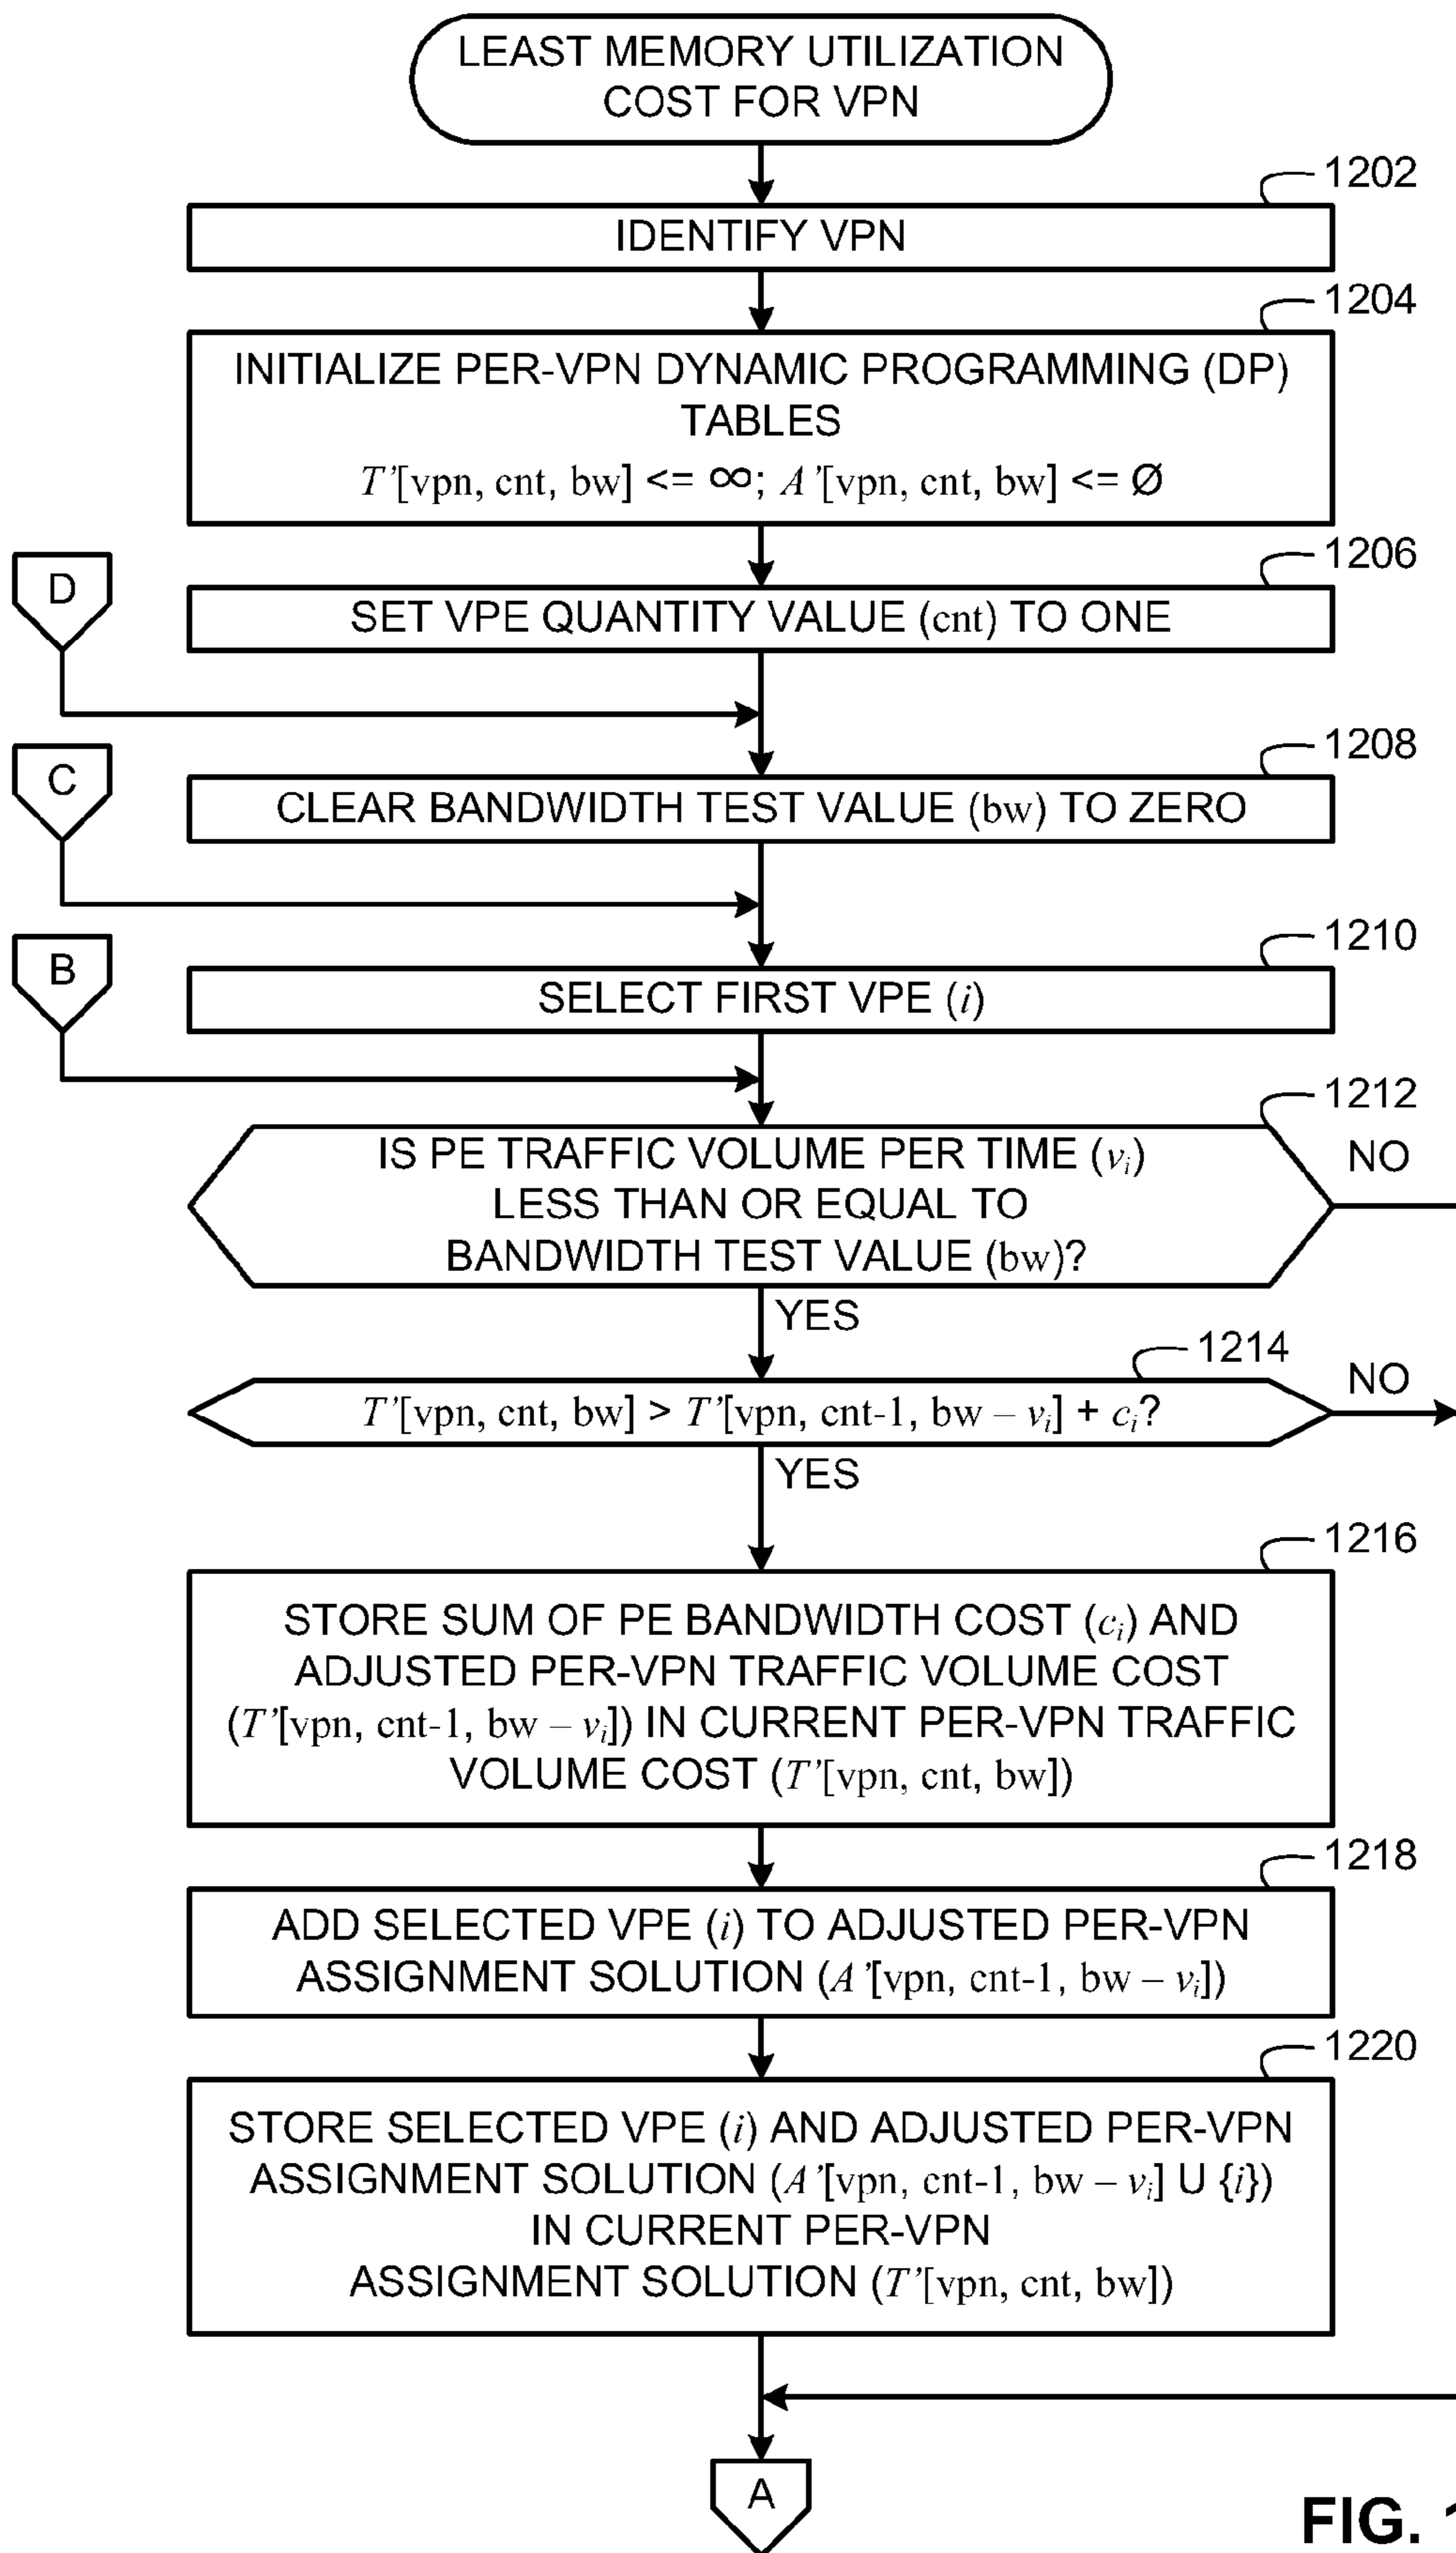 LEAST MEMORY UTILIZATION
COST FOR VPN
1202
IDENTIFY VPN
1204
INITIALIZE PER-VPN DYNAMIC PROGRAMMING (DP)
TABLES
T'[vpn, cnt, bw] <= ∞; A'[vpn, cnt, bw] <= Ø
D
1206
SET VPE QUANTITY VALUE (cnt) TO ONE
C
1208
CLEAR BANDWIDTH TEST VALUE (bw) TO ZERO
B
1210
SELECT FIRST VPE (i)
1212
IS PE TRAFFIC VOLUME PER TIME (vᵢ)
LESS THAN OR EQUAL TO
BANDWIDTH TEST VALUE (bw)?
NO
YES
1214
T'[vpn, cnt, bw] > T'[vpn, cnt-1, bw – vᵢ] + cᵢ?
NO
YES
1216
STORE SUM OF PE BANDWIDTH COST (cᵢ) AND
ADJUSTED PER-VPN TRAFFIC VOLUME COST
(T'[vpn, cnt-1, bw – vᵢ]) IN CURRENT PER-VPN TRAFFIC
VOLUME COST (T'[vpn, cnt, bw])
1218
ADD SELECTED VPE (i) TO ADJUSTED PER-VPN
ASSIGNMENT SOLUTION (A'[vpn, cnt-1, bw – vᵢ])
1220
STORE SELECTED VPE (i) AND ADJUSTED PER-VPN
ASSIGNMENT SOLUTION (A'[vpn, cnt-1, bw – vᵢ] U {i})
IN CURRENT PER-VPN
ASSIGNMENT SOLUTION (T'[vpn, cnt, bw])
A
FIG.